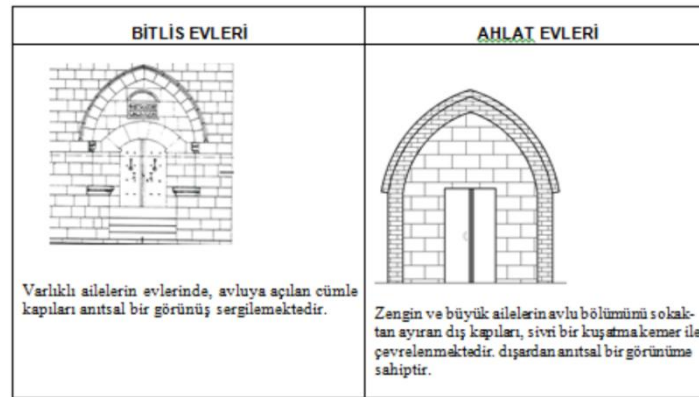 BİTLİS EVLERİ
AHLAT EVLERİ
Varlıklı ailelerin evlerinde, avluya açılan cümle
kapıları anıtsal bir görünüş sergilemektedir.
Zengin ve büyük ailelerin avlu bölümünü sokak-
tan ayıran dış kapıları, sivri bir kuşatma kemer ile
çevrelenmektedir. dışardan anıtsal bir görünüme
sahiptir.